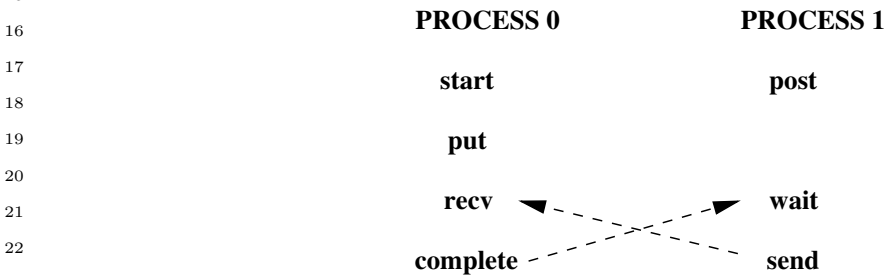 PROCESS 0 PROCESS 1
16
17
start post
18
19
put
20
recv wait
21
22
complete send